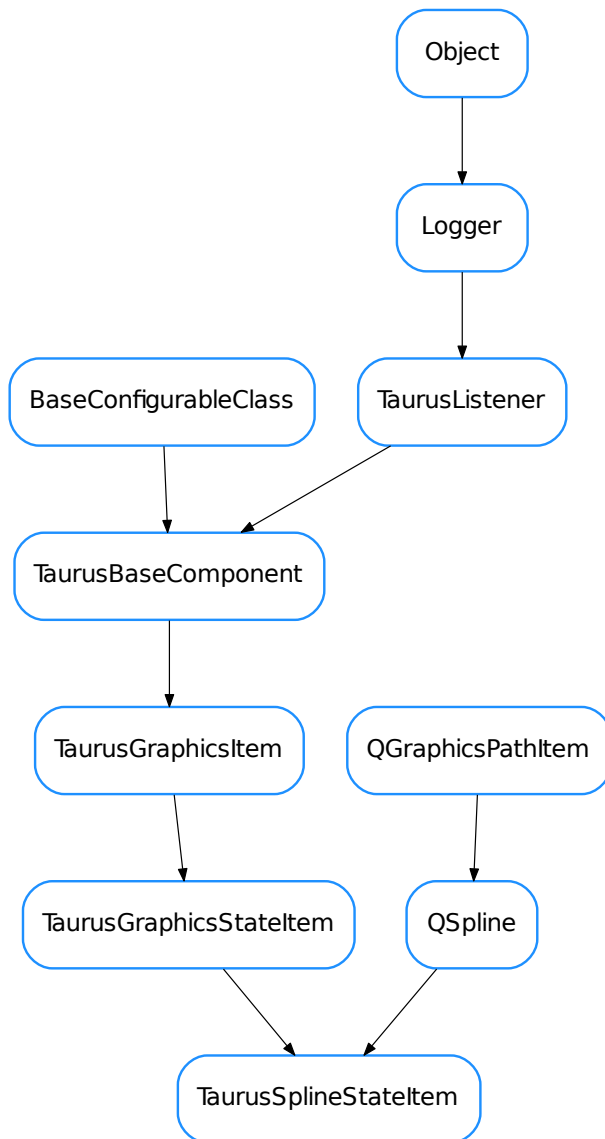 Object
Logger
BaseConfigurableClass
TaurusListener
TaurusBaseComponent
TaurusGraphicsItem
QGraphicsPathItem
TaurusGraphicsStateItem
QSpline
TaurusSplineStateItem